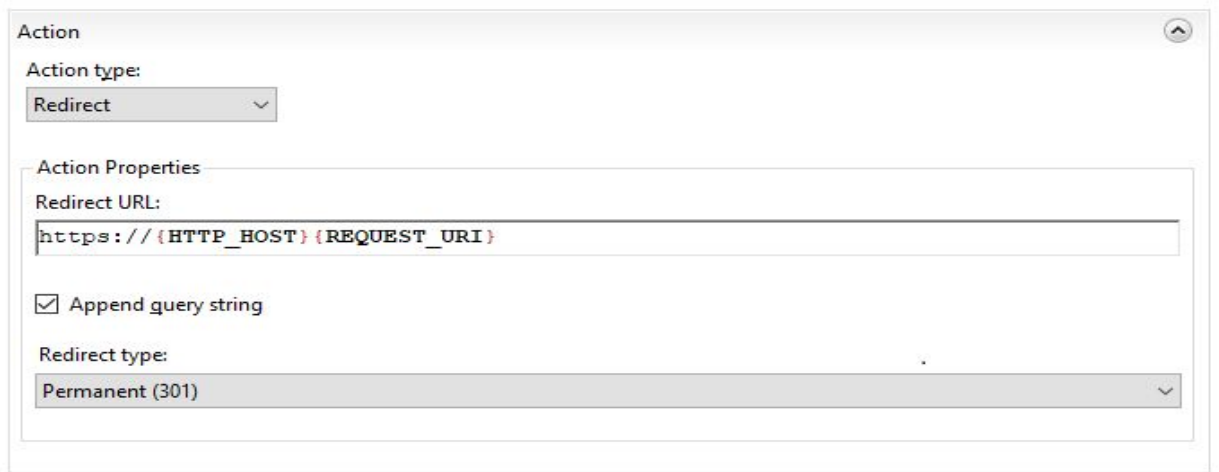 Action
Action type:
Redirect
Action Properties
Redirect URL:
https://{HTTP_HOST}{REQUEST_URI}
Append query string
Redirect type:
Permanent (301)